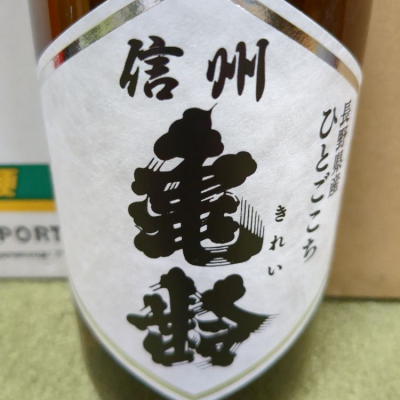 信州
亀齢
きれい
長野県産
ひとごこち
PORT